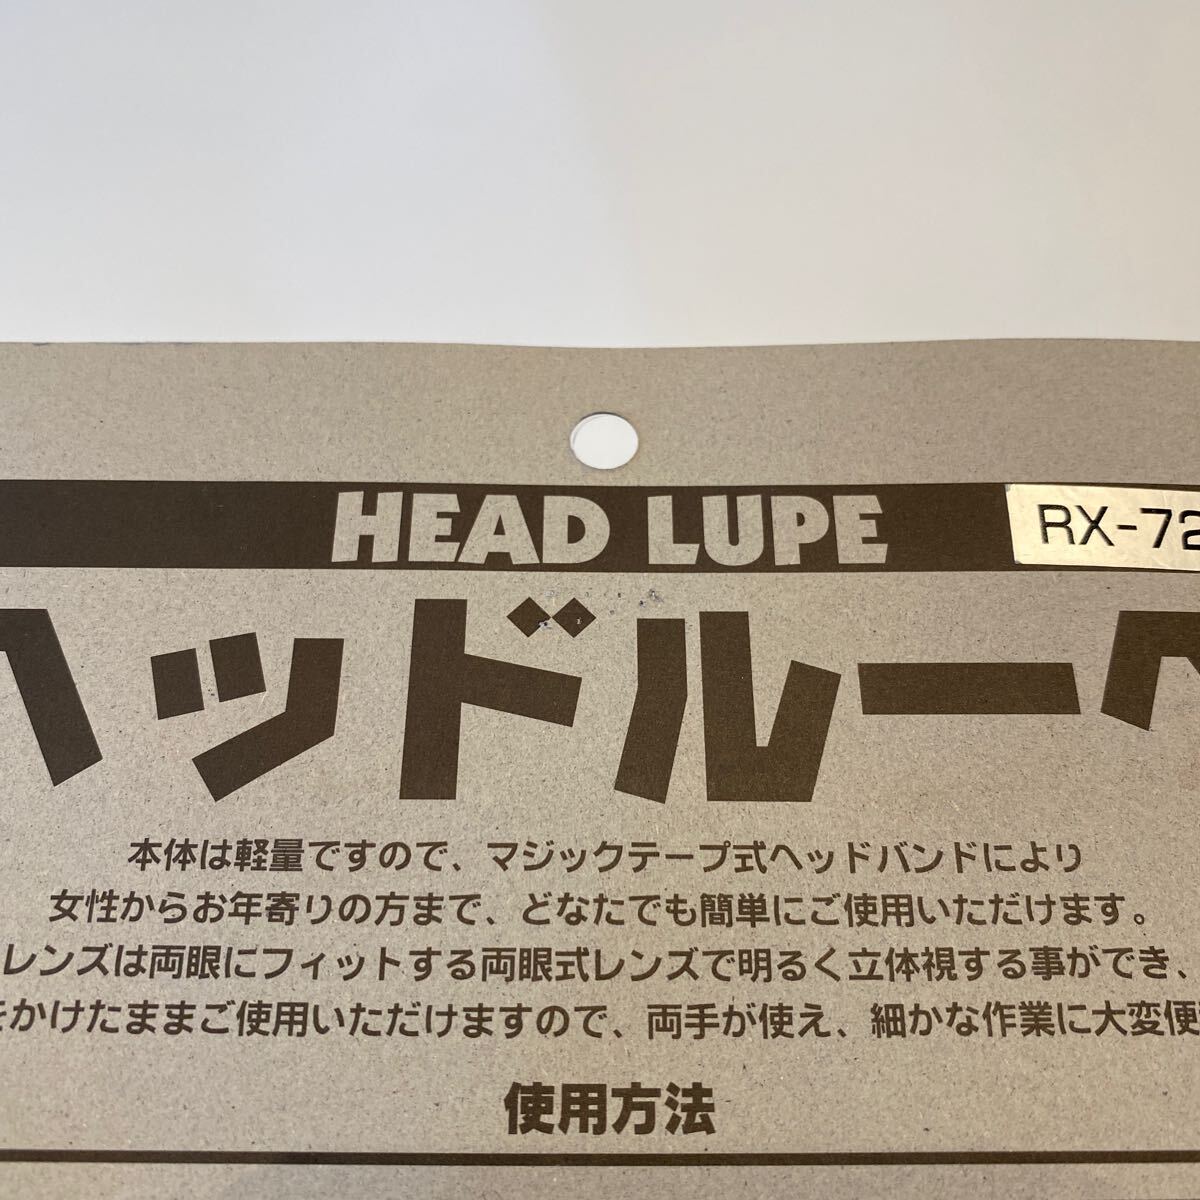 HEAD LUPE
RX-72
ヘッドルーペ
本体は軽量ですので、マジックテープ式ヘッドバンドにより
女性からお年寄りの方まで、どなたでも簡単にご使用いただけます。
レンズは両眼にフィットする両眼式レンズで明るく立体視する事ができ、
をかけたままご使用いただけますので、両手が使え、細かな作業に大変便
使用方法